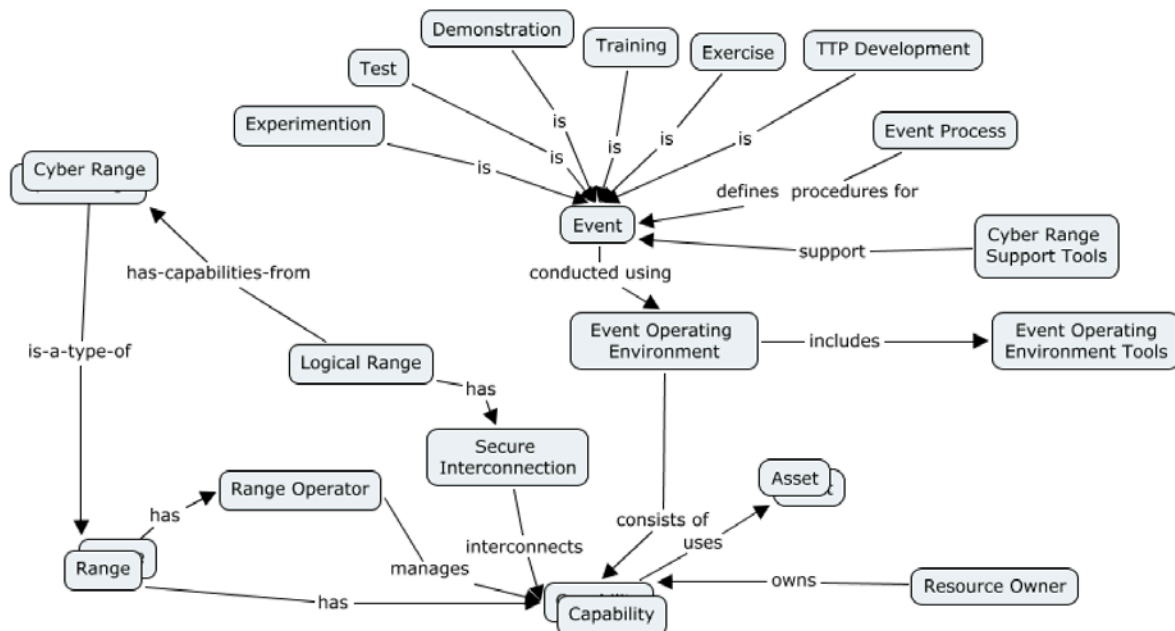 Demonstration
Training
Exercise
TTP Development
Test
Experimention
is
is
is
is
is
is
Event Process
defines procedures for
Cyber Range
Event
support
Cyber Range
Support Tools
has-capabilities-from
conducted using
is-a-type-of
Logical Range
Event Operating
Environment
includes
Event Operating
Environment Tools
has
Secure
Interconnection
Range Operator
Asset
has
consists of
uses
interconnects
manages
Range
has
Capability
owns
Resource Owner